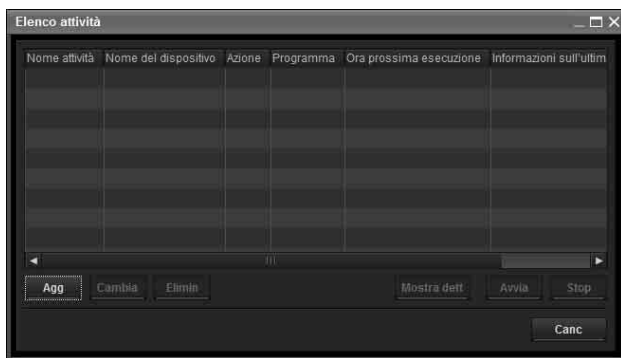 Elenco attività
Nome attività Nome del dispositivo Azione Programma Ora prossima esecuzione Informazioni sull'ultim
Agg Cambia Elimin Mostra dett Avvia Stop
Canc